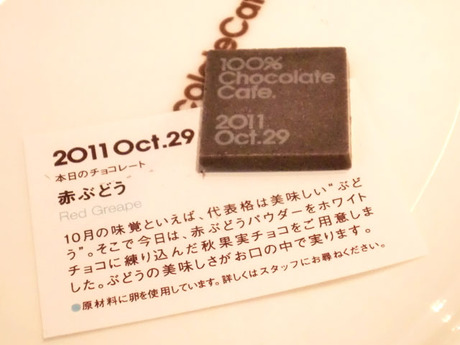 olateCa
100%
Chocolate
Cafe.
2011
Oct.29
2011 Oct.29
本日のチョコレート
赤ぶどう
Red Greape
10月の味覚といえば、代表格は美味しい“ぶど
う”。そこで今日は、赤ぶどうパウダーをホワイト
チョコに練り込んだ秋果実チョコをご用意しま
した。ぶどうの美味しさがお口の中で実ります。
●原材料に卵を使用しています。詳しくはスタッフにお尋ねください。